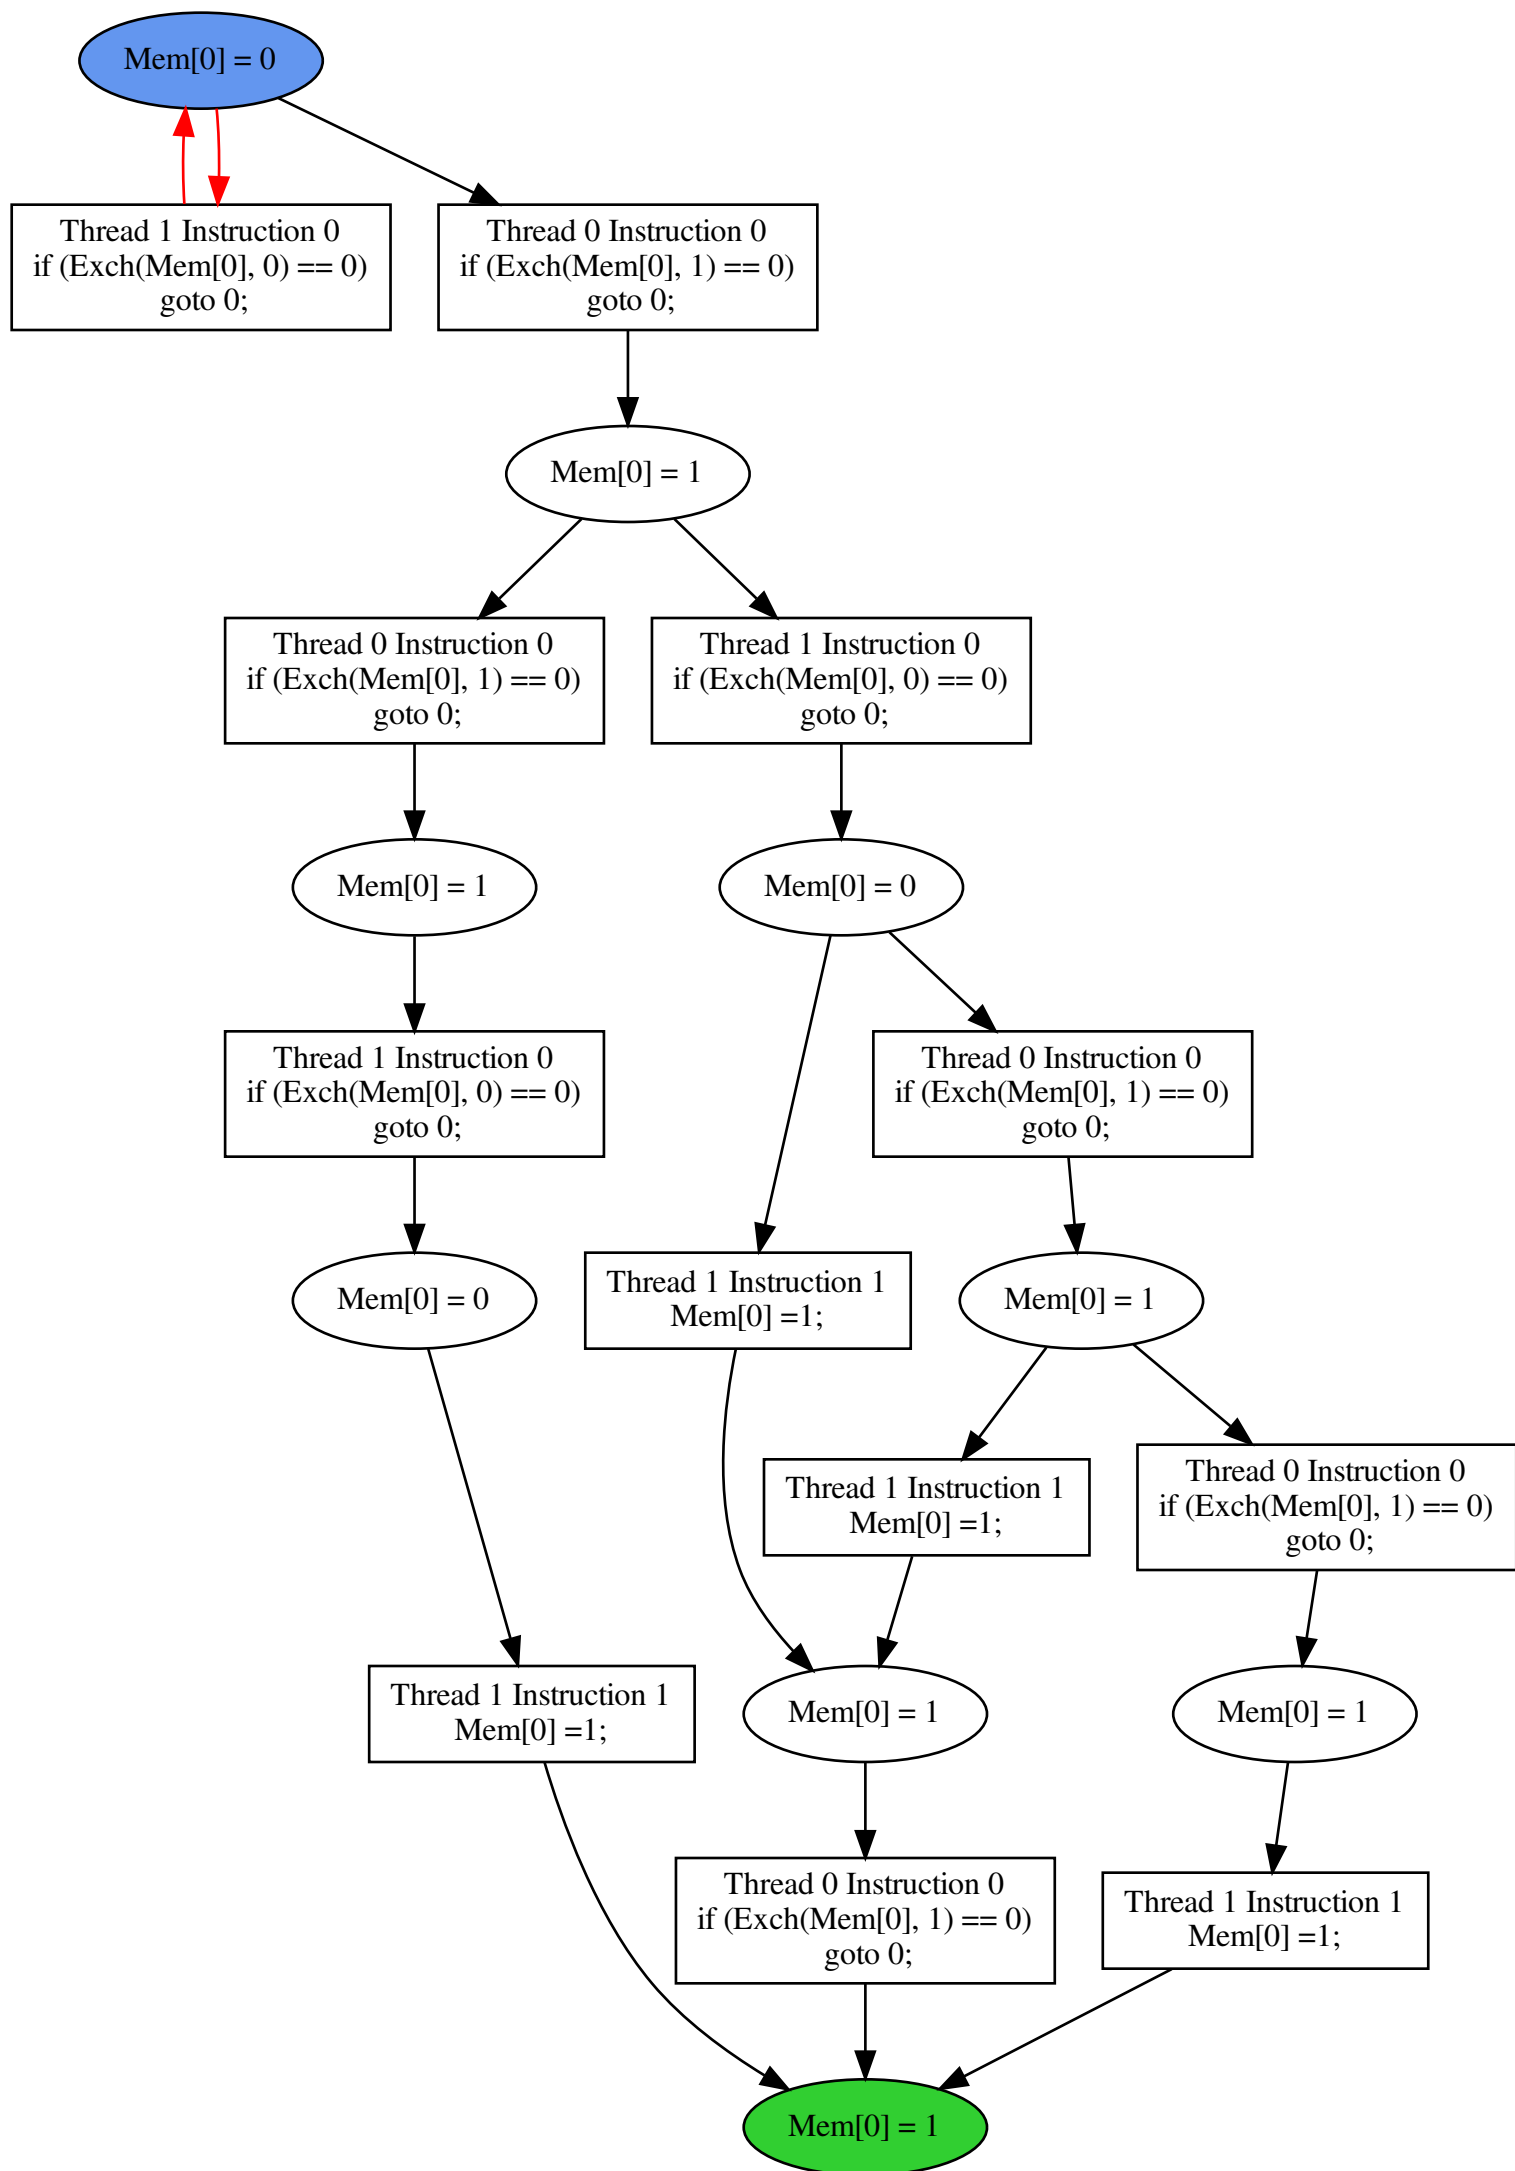 Mem[0] = 0
Thread 1 Instruction 0
if (Exch(Mem[0], 0) == 0)
goto 0;
Thread 0 Instruction 0
if (Exch(Mem[0], 1) == 0)
goto 0;
Mem[0] = 1
Thread 0 Instruction 0
if (Exch(Mem[0], 1) == 0)
goto 0;
Thread 1 Instruction 0
if (Exch(Mem[0], 0) == 0)
goto 0;
Mem[0] = 1
Mem[0] = 0
Thread 1 Instruction 0
if (Exch(Mem[0], 0) == 0)
goto 0;
Thread 0 Instruction 0
if (Exch(Mem[0], 1) == 0)
goto 0;
Mem[0] = 0
Thread 1 Instruction 1
Mem[0] =1;
Mem[0] = 1
Thread 1 Instruction 1
Mem[0] =1;
Thread 0 Instruction 0
if (Exch(Mem[0], 1) == 0)
goto 0;
Thread 1 Instruction 1
Mem[0] =1;
Mem[0] = 1
Mem[0] = 1
Thread 0 Instruction 0
if (Exch(Mem[0], 1) == 0)
goto 0;
Thread 1 Instruction 1
Mem[0] =1;
Mem[0] = 1